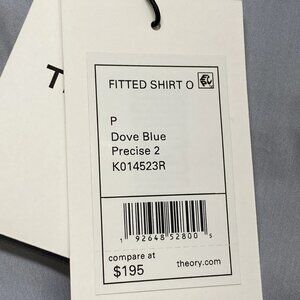 T
FITTED SHIRT O
P
Dove Blue
Precise 2
K014523R
1 92648 52800 5
compare at
$195
theory.com